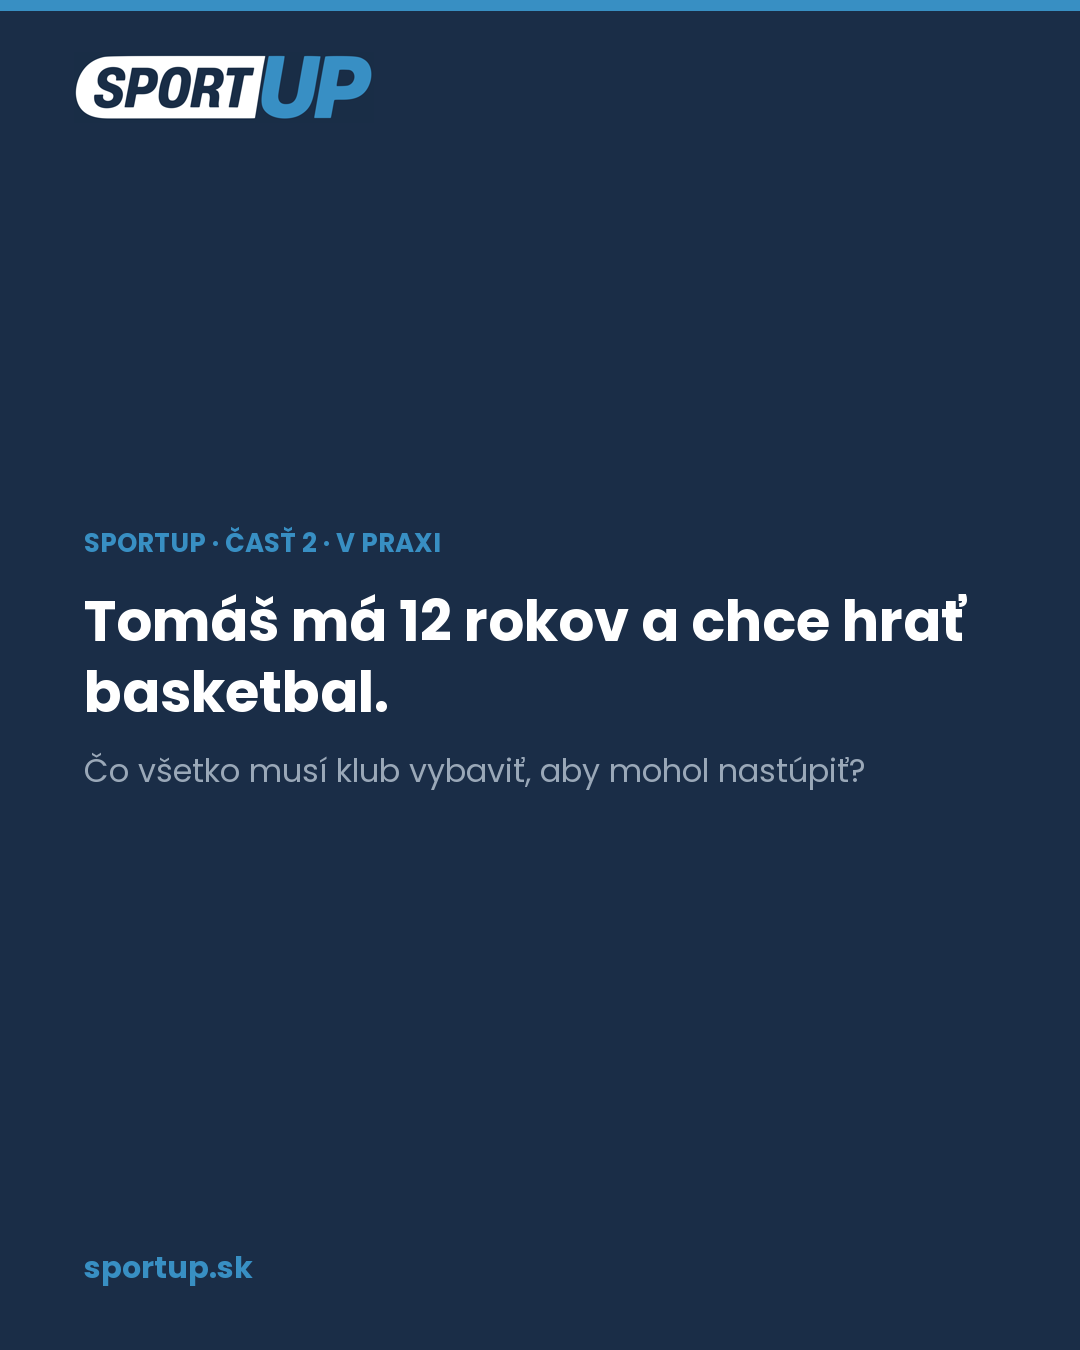 SPORTUP
SPORTUP · ČASŤ 2 · V PRAXI
Tomáš má 12 rokov a chce hrať
basketbal.
Čo všetko musí klub vybaviť, aby mohol nastúpiť?
sportup.sk